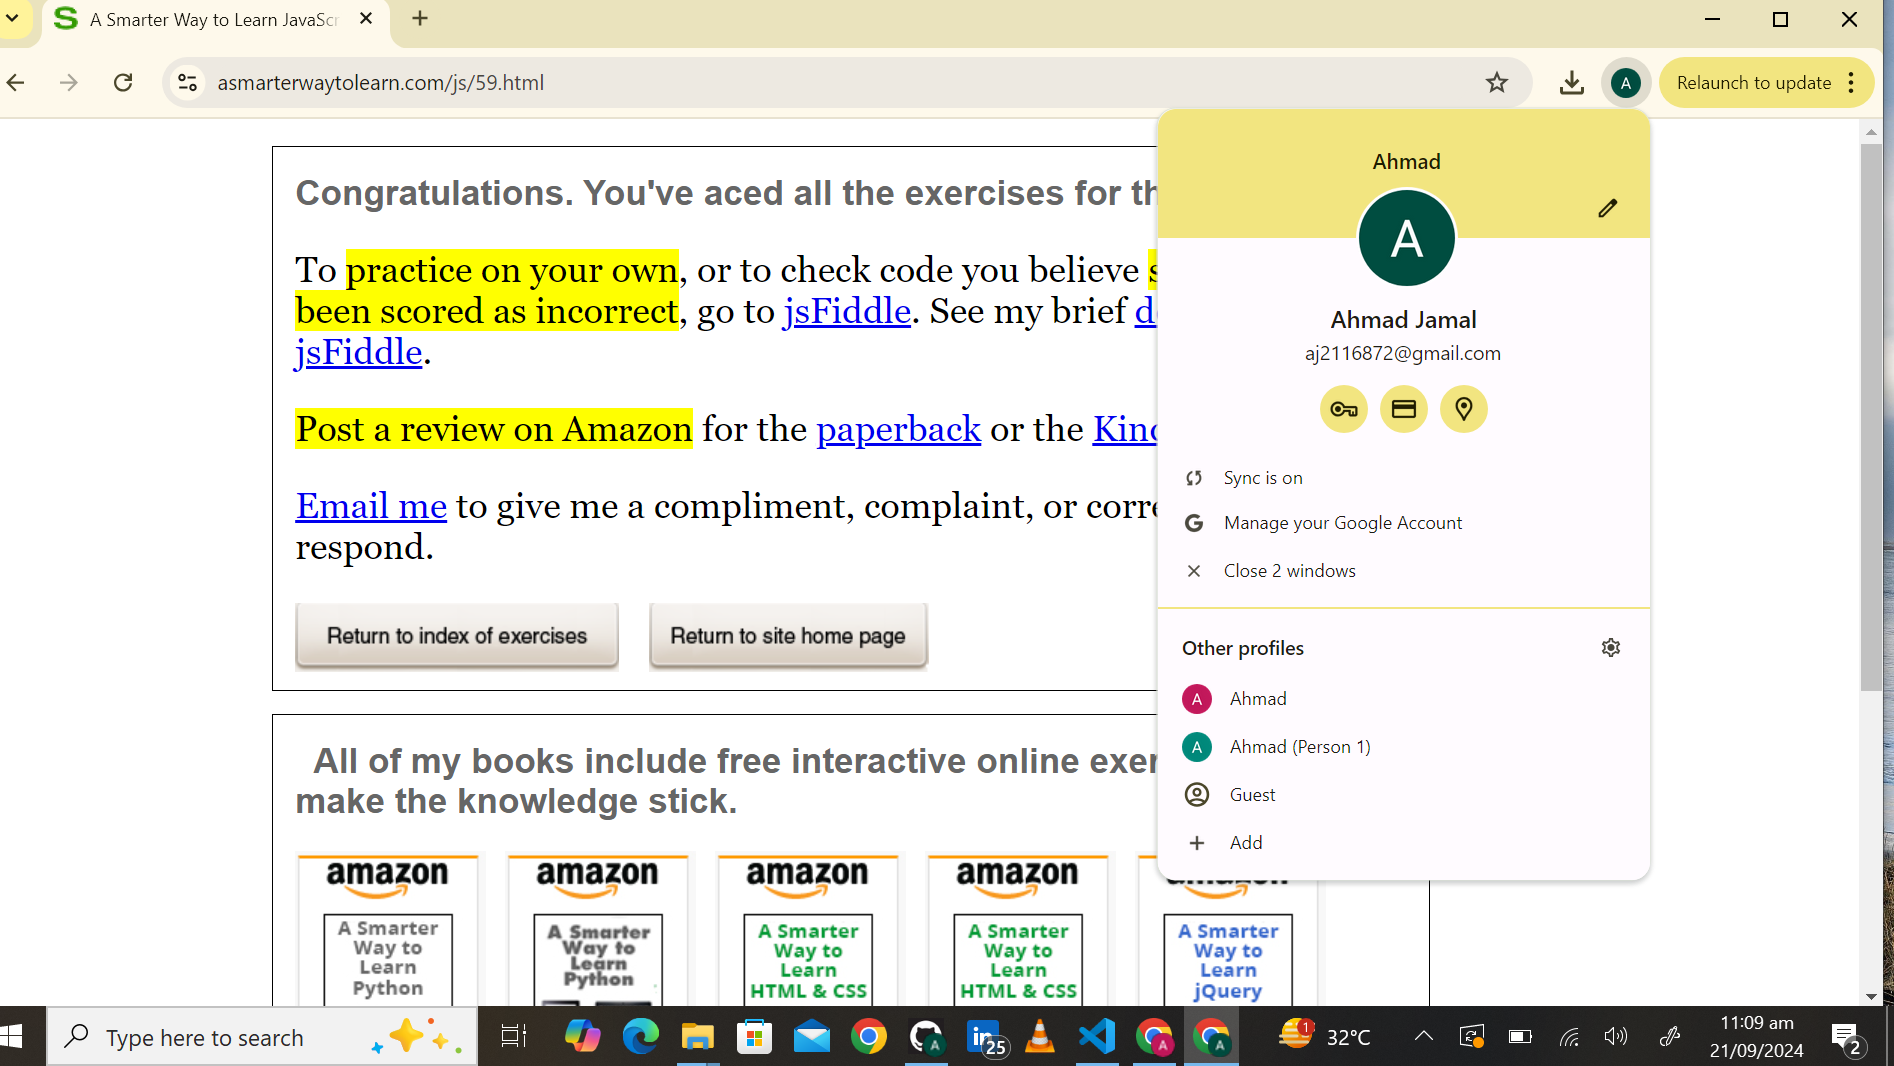 A Smarter Way to Learn JavaScr
asmarterwaytolearn.com/js/59.html
A
Relaunch to update
Congratulations. You've aced all the exercises for th
To practice on your own, or to check code you believe s
been scored as incorrect, go to jsFiddle. See my brief d
jsFiddle.
Post a review on Amazon for the paperback or the Kind
Email me to give me a compliment, complaint, or corre
respond.
Return to index of exercises
Return to site home page
All of my books include free interactive online exer
make the knowledge stick.
Ahmad
A
Ahmad Jamal
aj2116872@gmail.com
Sync is on
G Manage your Google Account
Close 2 windows
Other profiles
A Ahmad
A Ahmad (Person 1)
Guest
Add
amazon
A Smarter
Way to
Learn
Python
amazon
A Smarter
Way to
Learn
Python
amazon
A Smarter
Way to
Learn
HTML & CSS
amazon
A Smarter
Way to
Learn
HTML & CSS
amazon
A Smarter
Way to
Learn
jQuery
Type here to search
A
in
25
A
A
1
32°C
11:09 am
21/09/2024
2